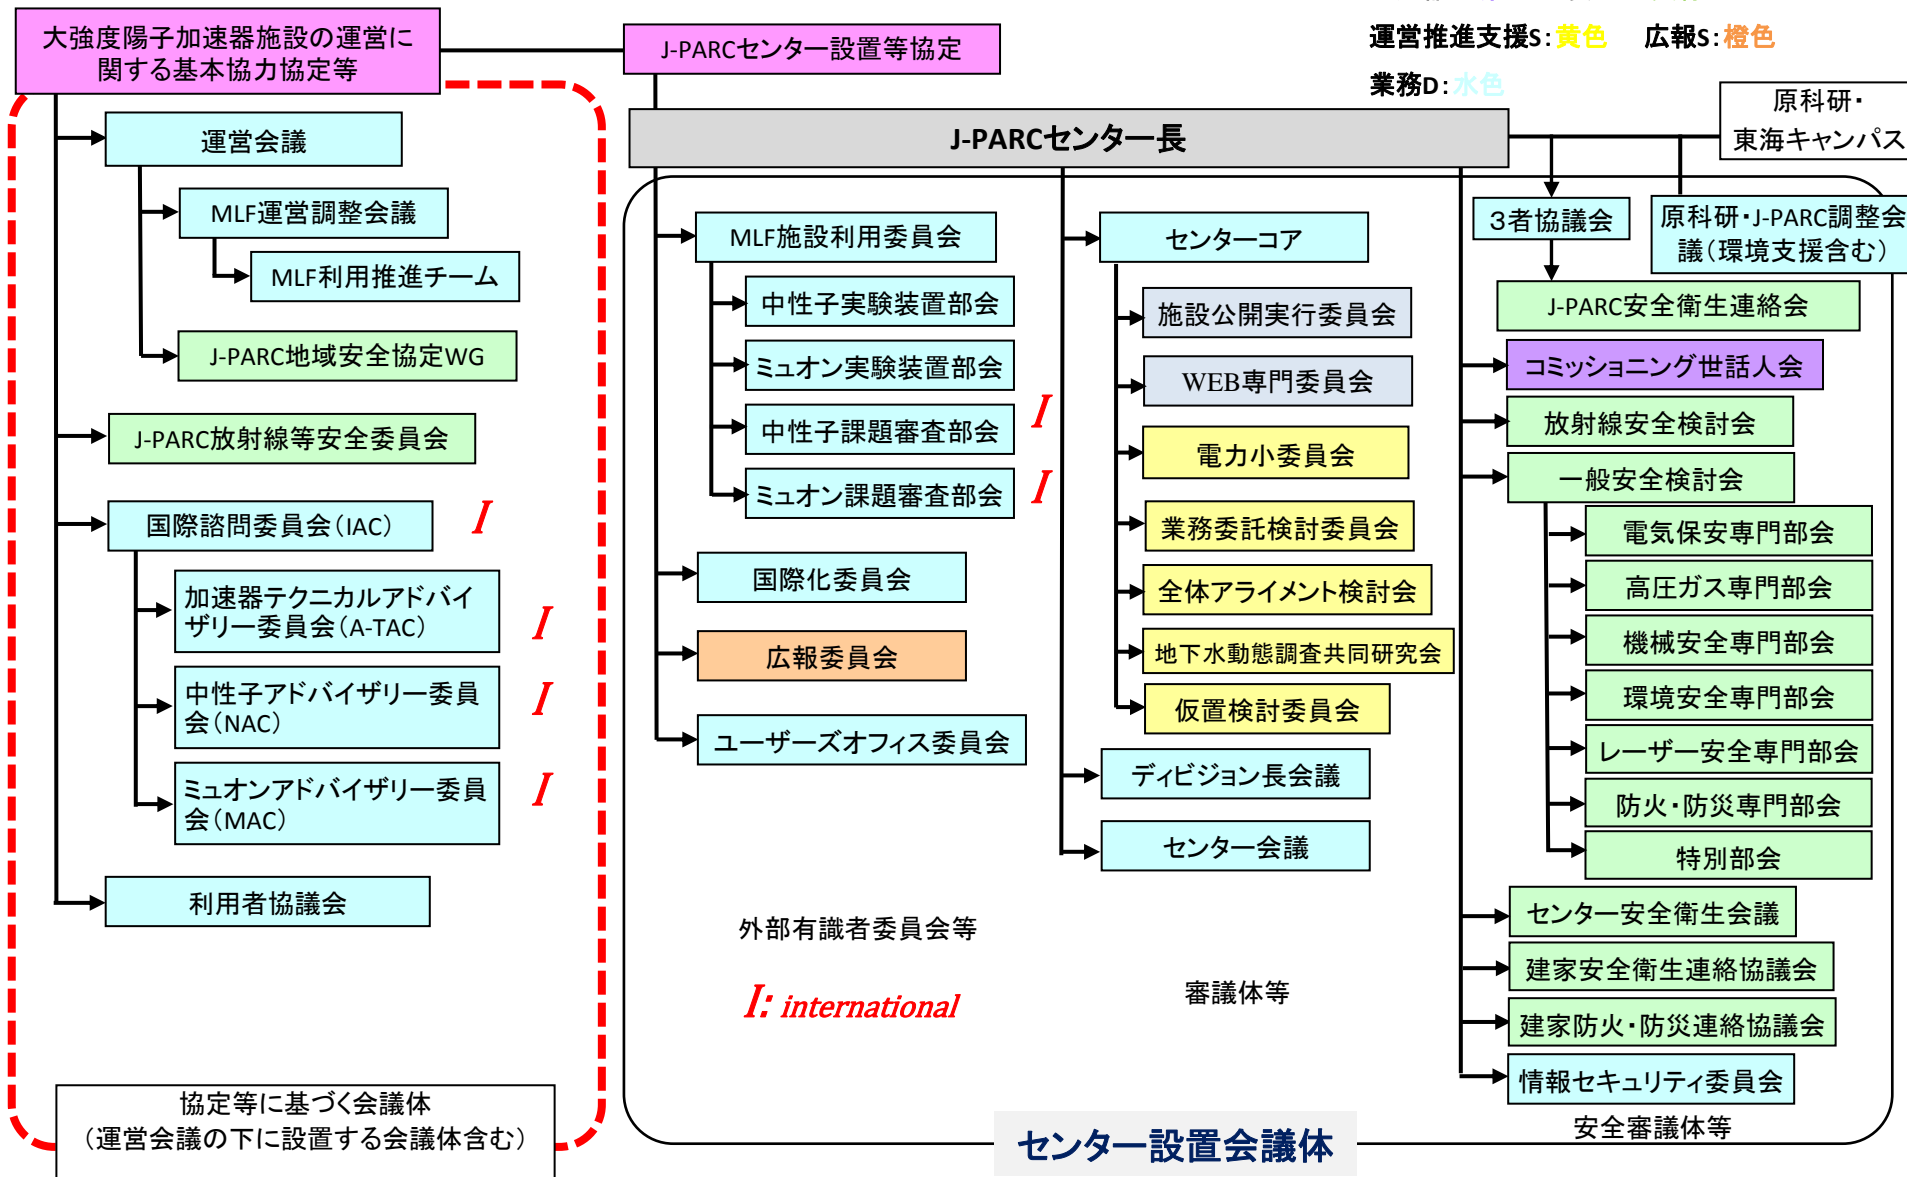 大強度陽子加速器施設の運営に
関する基本協力協定等
J-PARCセンター設置等協定
運営推進支援S：黄色　広報S：橙色
業務D：水色
原科研・
東海キャンパス
J-PARCセンター長
運営会議
MLF運営調整会議
MLF利用推進チーム
J-PARC地域安全協定WG
J-PARC放射線等安全委員会
国際諮問委員会（IAC）
I
加速器テクニカルアドバイ
ザリー委員会（A-TAC）
I
中性子アドバイザリー委員
会（NAC）
I
ミュオンアドバイザリー委員
会（MAC）
I
利用者協議会
協定等に基づく会議体
（運営会議の下に設置する会議体含む）
MLF施設利用委員会
中性子実験装置部会
ミュオン実験装置部会
中性子課題審査部会
I
ミュオン課題審査部会
I
国際化委員会
広報委員会
ユーザーズオフィス委員会
外部有識者委員会等
I: international
センターコア
施設公開実行委員会
WEB専門委員会
電力小委員会
業務委託検討委員会
全体アライメント検討会
地下水動態調査共同研究会
仮置検討委員会
ディビジョン長会議
センター会議
審議体等
３者協議会
原科研・J-PARC調整会
議（環境支援含む）
J-PARC安全衛生連絡会
コミッショニング世話人会
放射線安全検討会
一般安全検討会
電気保安専門部会
高圧ガス専門部会
機械安全専門部会
環境安全専門部会
レーザー安全専門部会
防火・防災専門部会
特別部会
センター安全衛生会議
建家安全衛生連絡協議会
建家防火・防災連絡協議会
情報セキュリティ委員会
安全審議体等
センター設置会議体